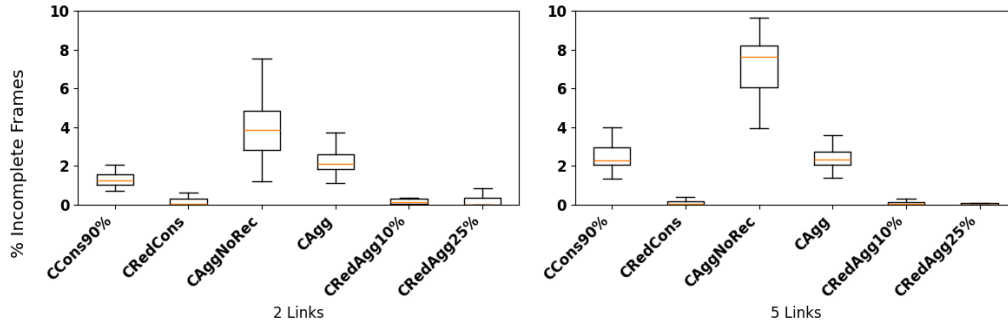 % Incomplete Frames
10
8
6
4
2
0
CCons90%
CRedCons
CAggNoRec
CAgg
CRedAgg10%
CRedAgg25%
2 Links
10
8
6
4
2
0
CCons90%
CRedCons
CAggNoRec
CAgg
CRedAgg10%
CRedAgg25%
5 Links